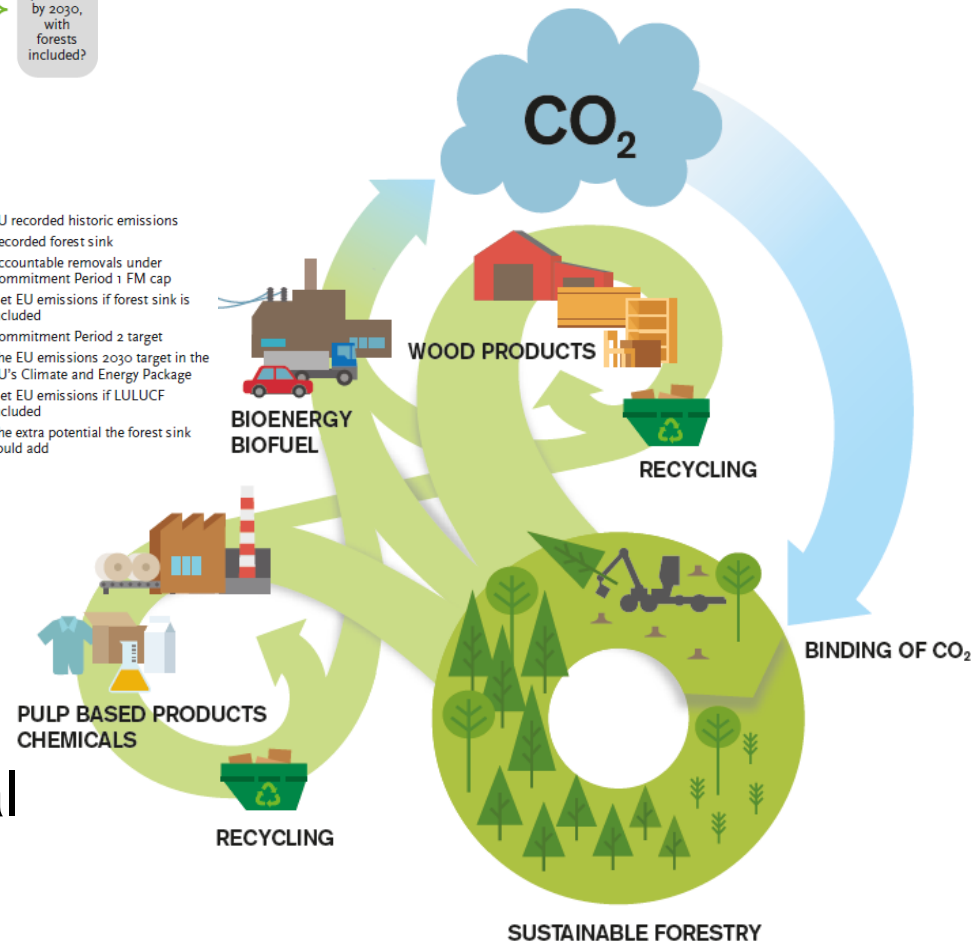 by 2030,
with
forests
included?
CO₂
U recorded historic emissions
ecorded forest sink
ccountable removals under
ommitment Period 1 FM cap
et EU emissions if forest sink is
cluded
ommitment Period 2 target
he EU emissions 2030 target in the
U's Climate and Energy Package
et EU emissions if LULUCF
cluded
he extra potential the forest sink
ould add
WOOD PRODUCTS
BIOENERGY
BIOFUEL
RECYCLING
BINDING OF CO₂
PULP BASED PRODUCTS
CHEMICALS
RECYCLING
SUSTAINABLE FORESTRY